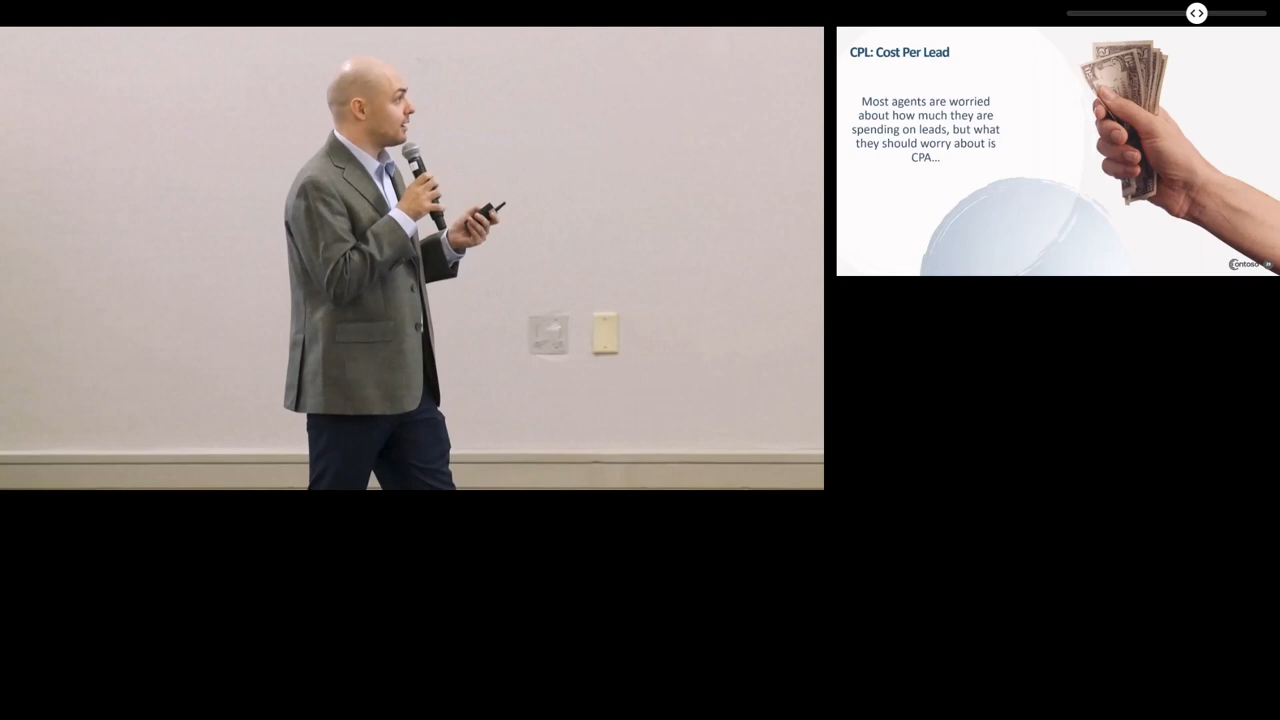 CPL: Cost Per Lead
Most agents are worried
about how much they are
spending on leads, but what
they should worry about is
CPA...
ontoso